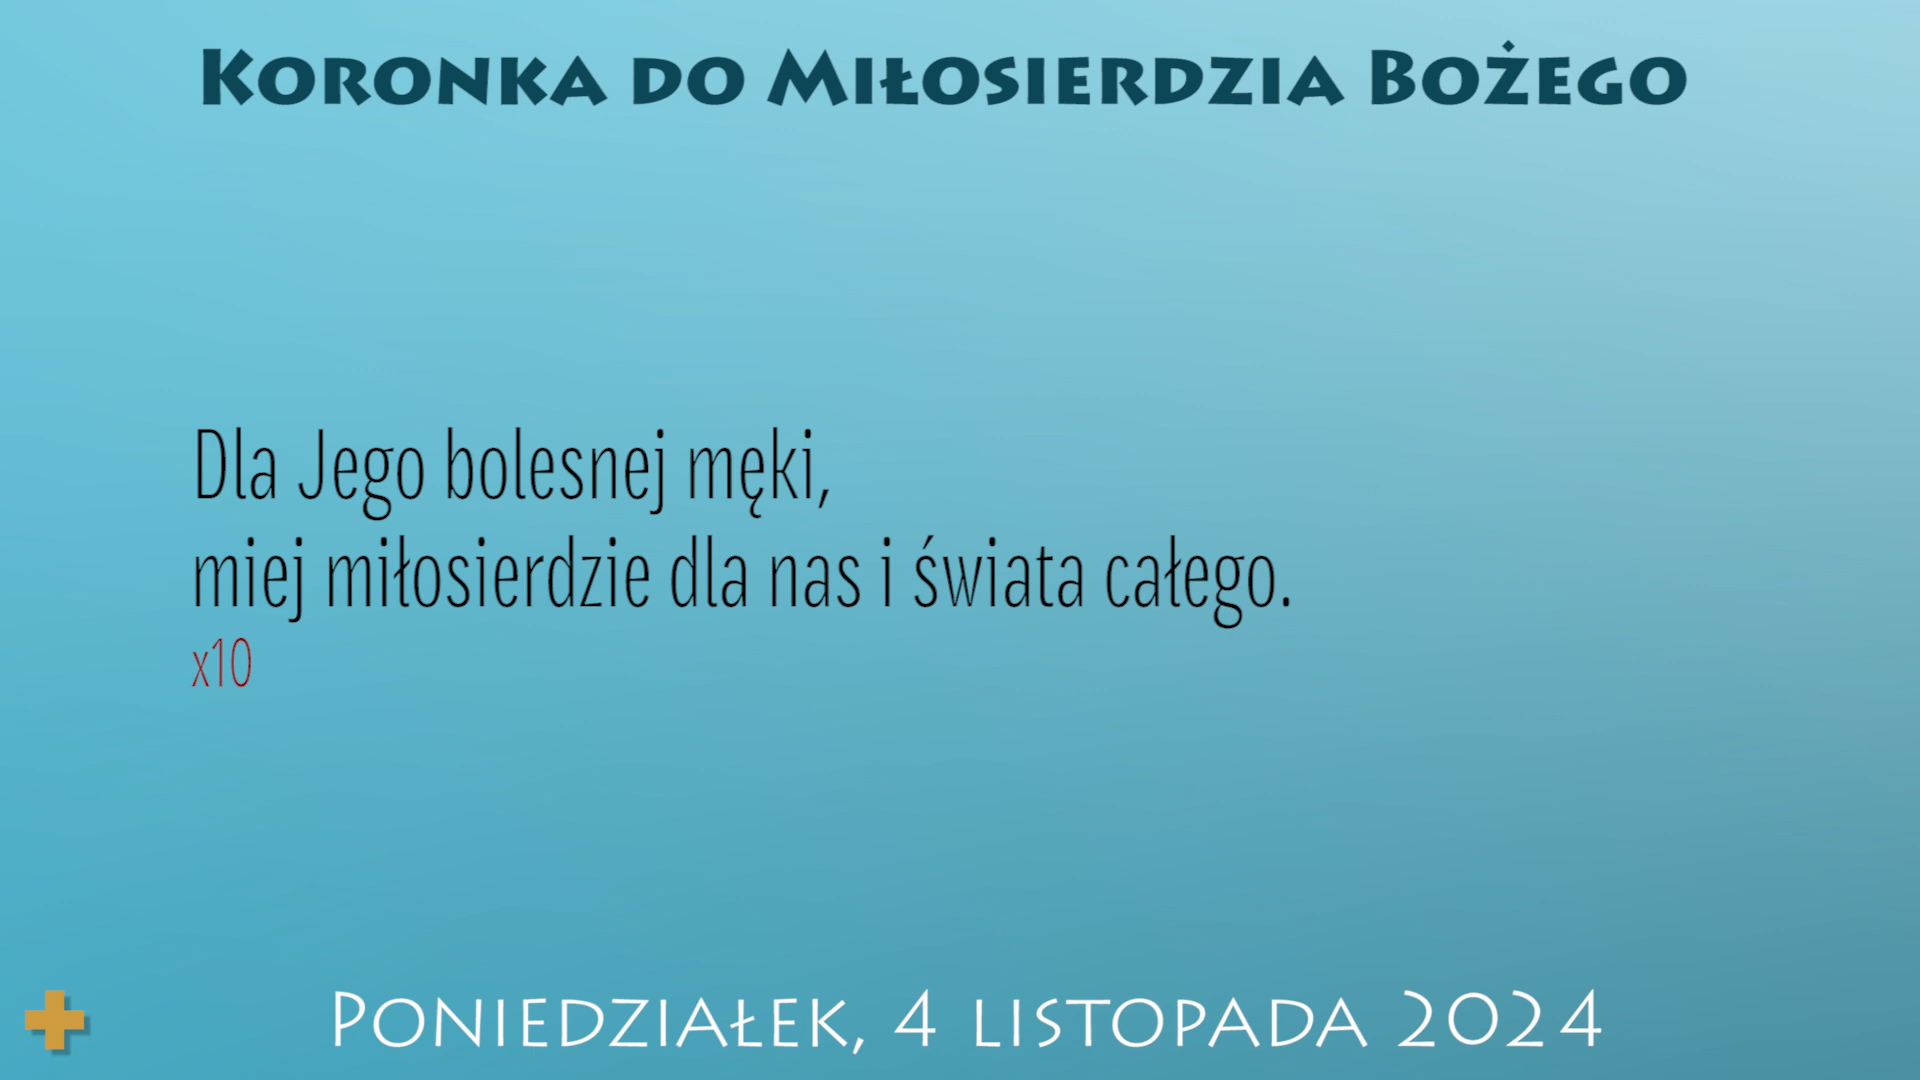 Koronka do Miłosierdzia Bożego
Dla Jego bolesnej męki,
miej miłosierdzie dla nas i świata całego.
x10
Poniedziałek, 4 listopada 2024